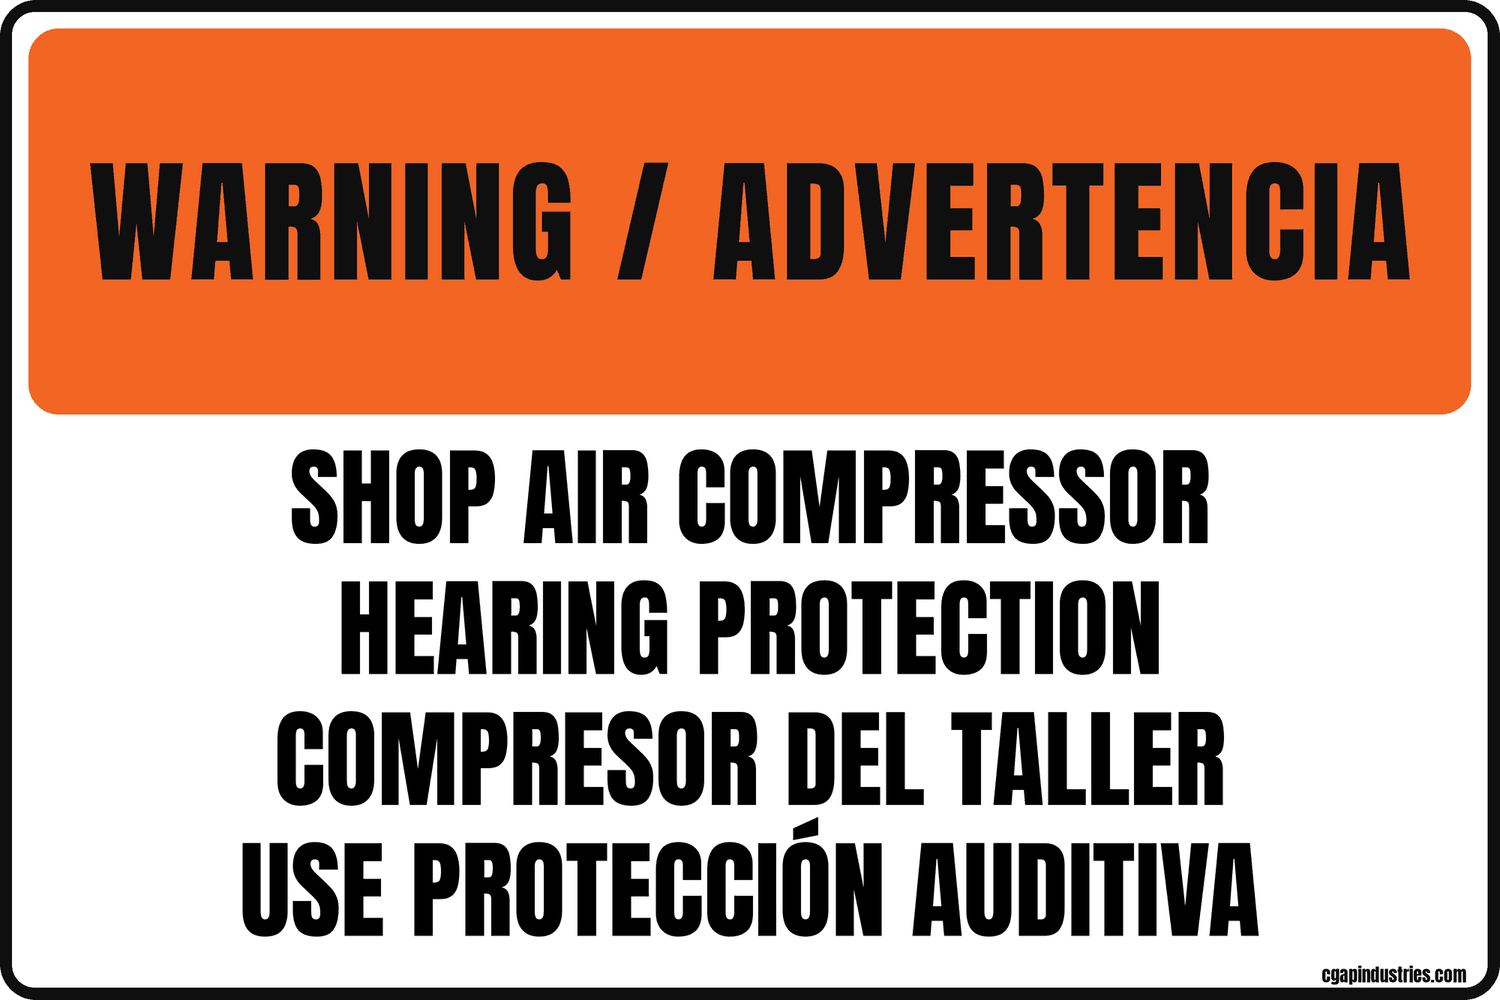 WARNING / ADVERTENCIA
SHOP AIR COMPRESSOR
HEARING PROTECTION
COMPRESOR DEL TALLER
USE PROTECCIÓN AUDITIVA
cgapindustries.com